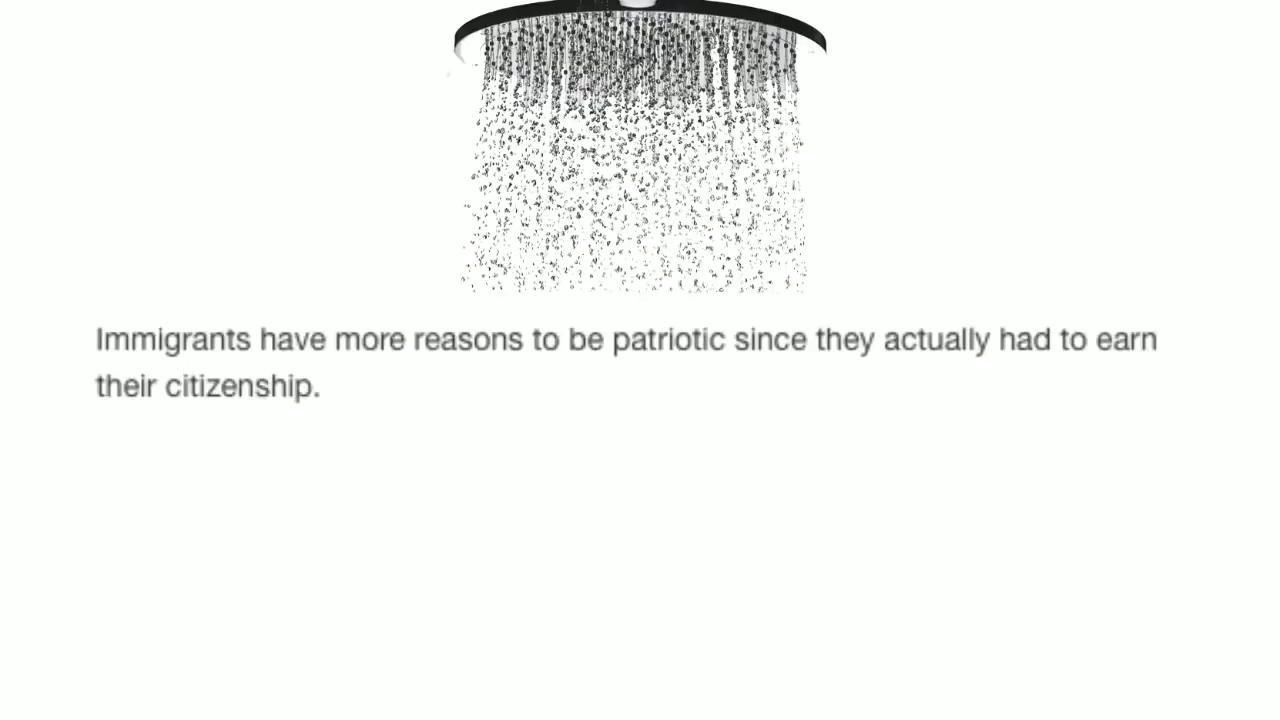 Immigrants have more reasons to be patriotic since they actually had to earn
their citizenship.